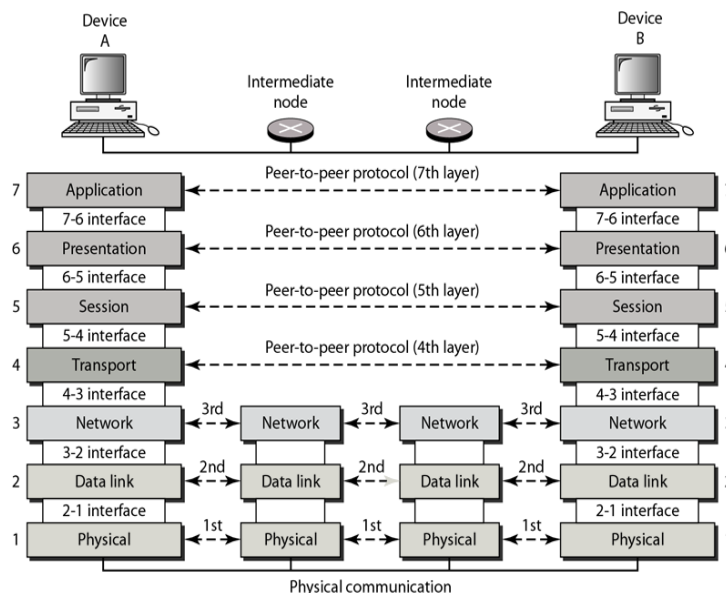 Device
A
Device
B
Intermediate
node
Intermediate
node
7 Application Peer-to-peer protocol (7th layer) Application
7-6 interface 7-6 interface
6 Presentation Peer-to-peer protocol (6th layer) Presentation
6-5 interface 6-5 interface
5 Session Peer-to-peer protocol (5th layer) Session
5-4 interface 5-4 interface
4 Transport Peer-to-peer protocol (4th layer) Transport
4-3 interface 4-3 interface
3 Network 3rd Network 3rd Network 3rd Network
3-2 interface 3-2 interface
2 Data link 2nd Data link 2nd Data link 2nd Data link
2-1 interface 2-1 interface
1 Physical 1st Physical 1st Physical 1st Physical
Physical communication